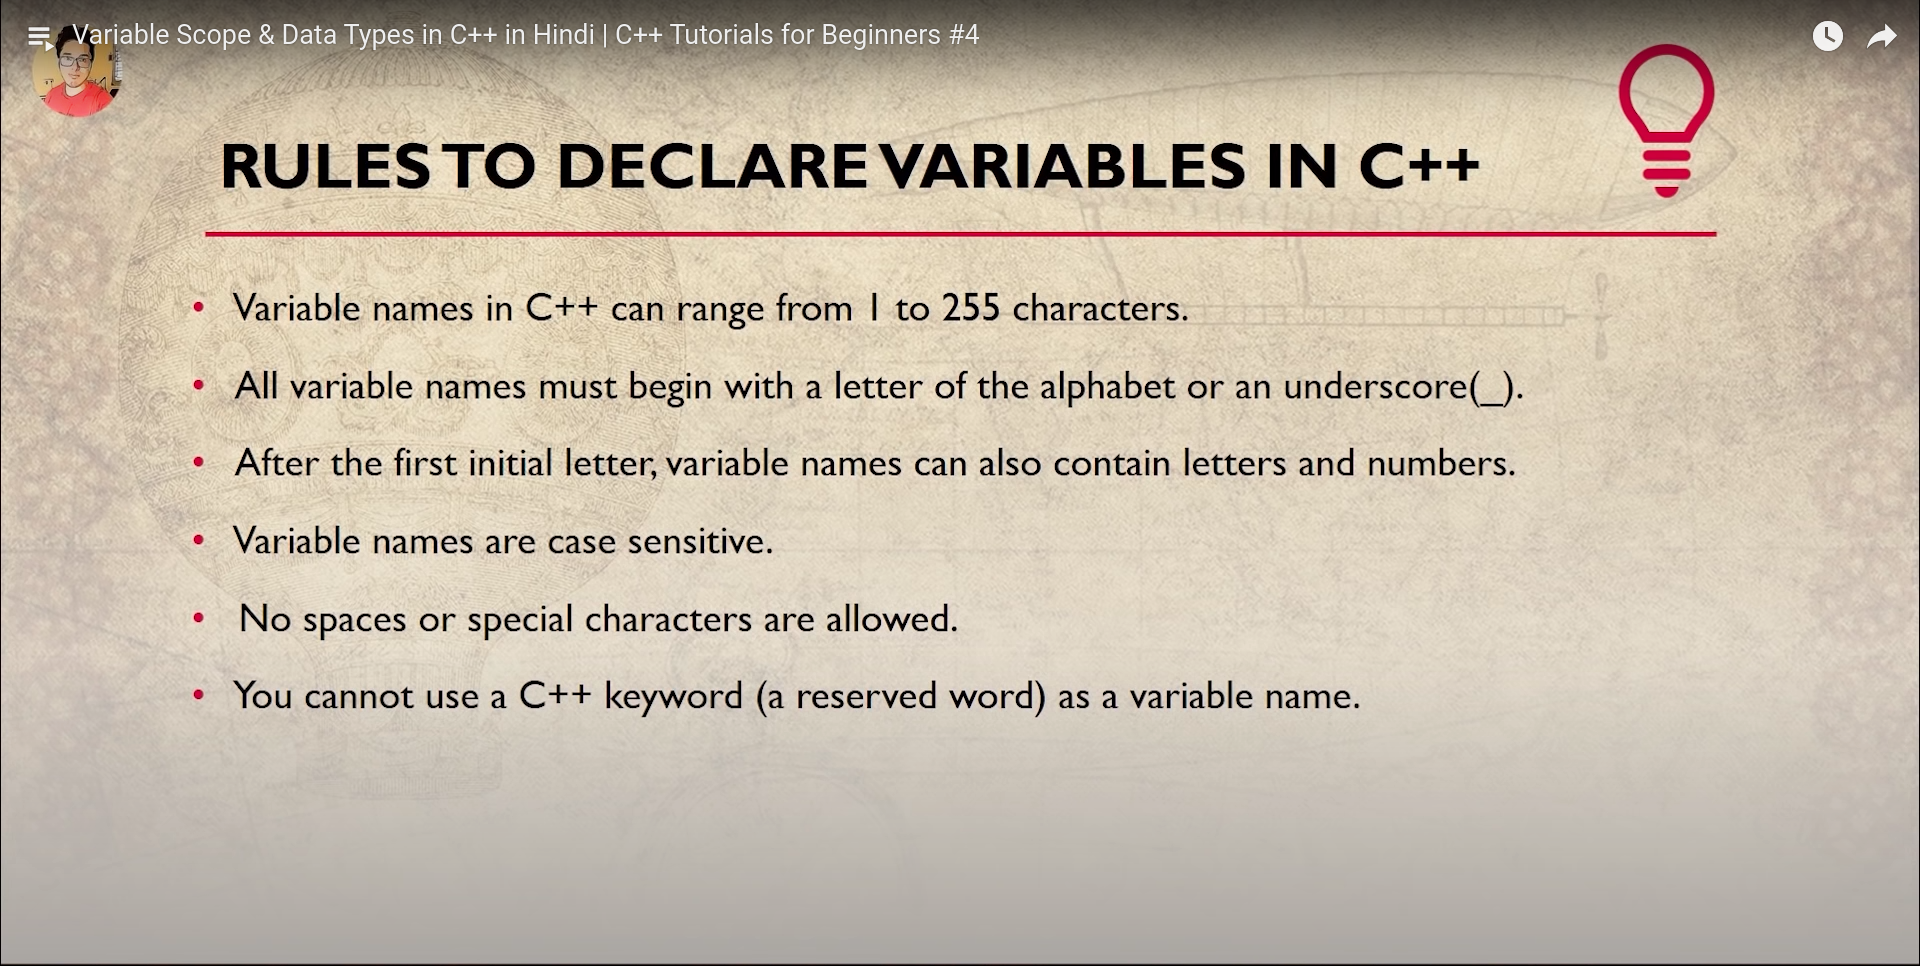 Variable Scope & Data Types in C++ in Hindi | C++ Tutorials for Beginners #4
RULES TO DECLARE VARIABLES IN C++
• Variable names in C++ can range from 1 to 255 characters.
• All variable names must begin with a letter of the alphabet or an underscore(_).
• After the first initial letter, variable names can also contain letters and numbers.
• Variable names are case sensitive.
• No spaces or special characters are allowed.
• You cannot use a C++ keyword (a reserved word) as a variable name.